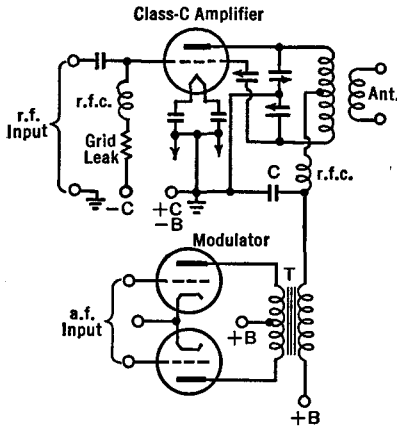 Class-C Amplifier
r.f.
Input
r.f.c.
Grid
Leak
Ant.
C
r.f.c.
-C
+C
-B
Modulator
T
a.f.
Input
+B
+B